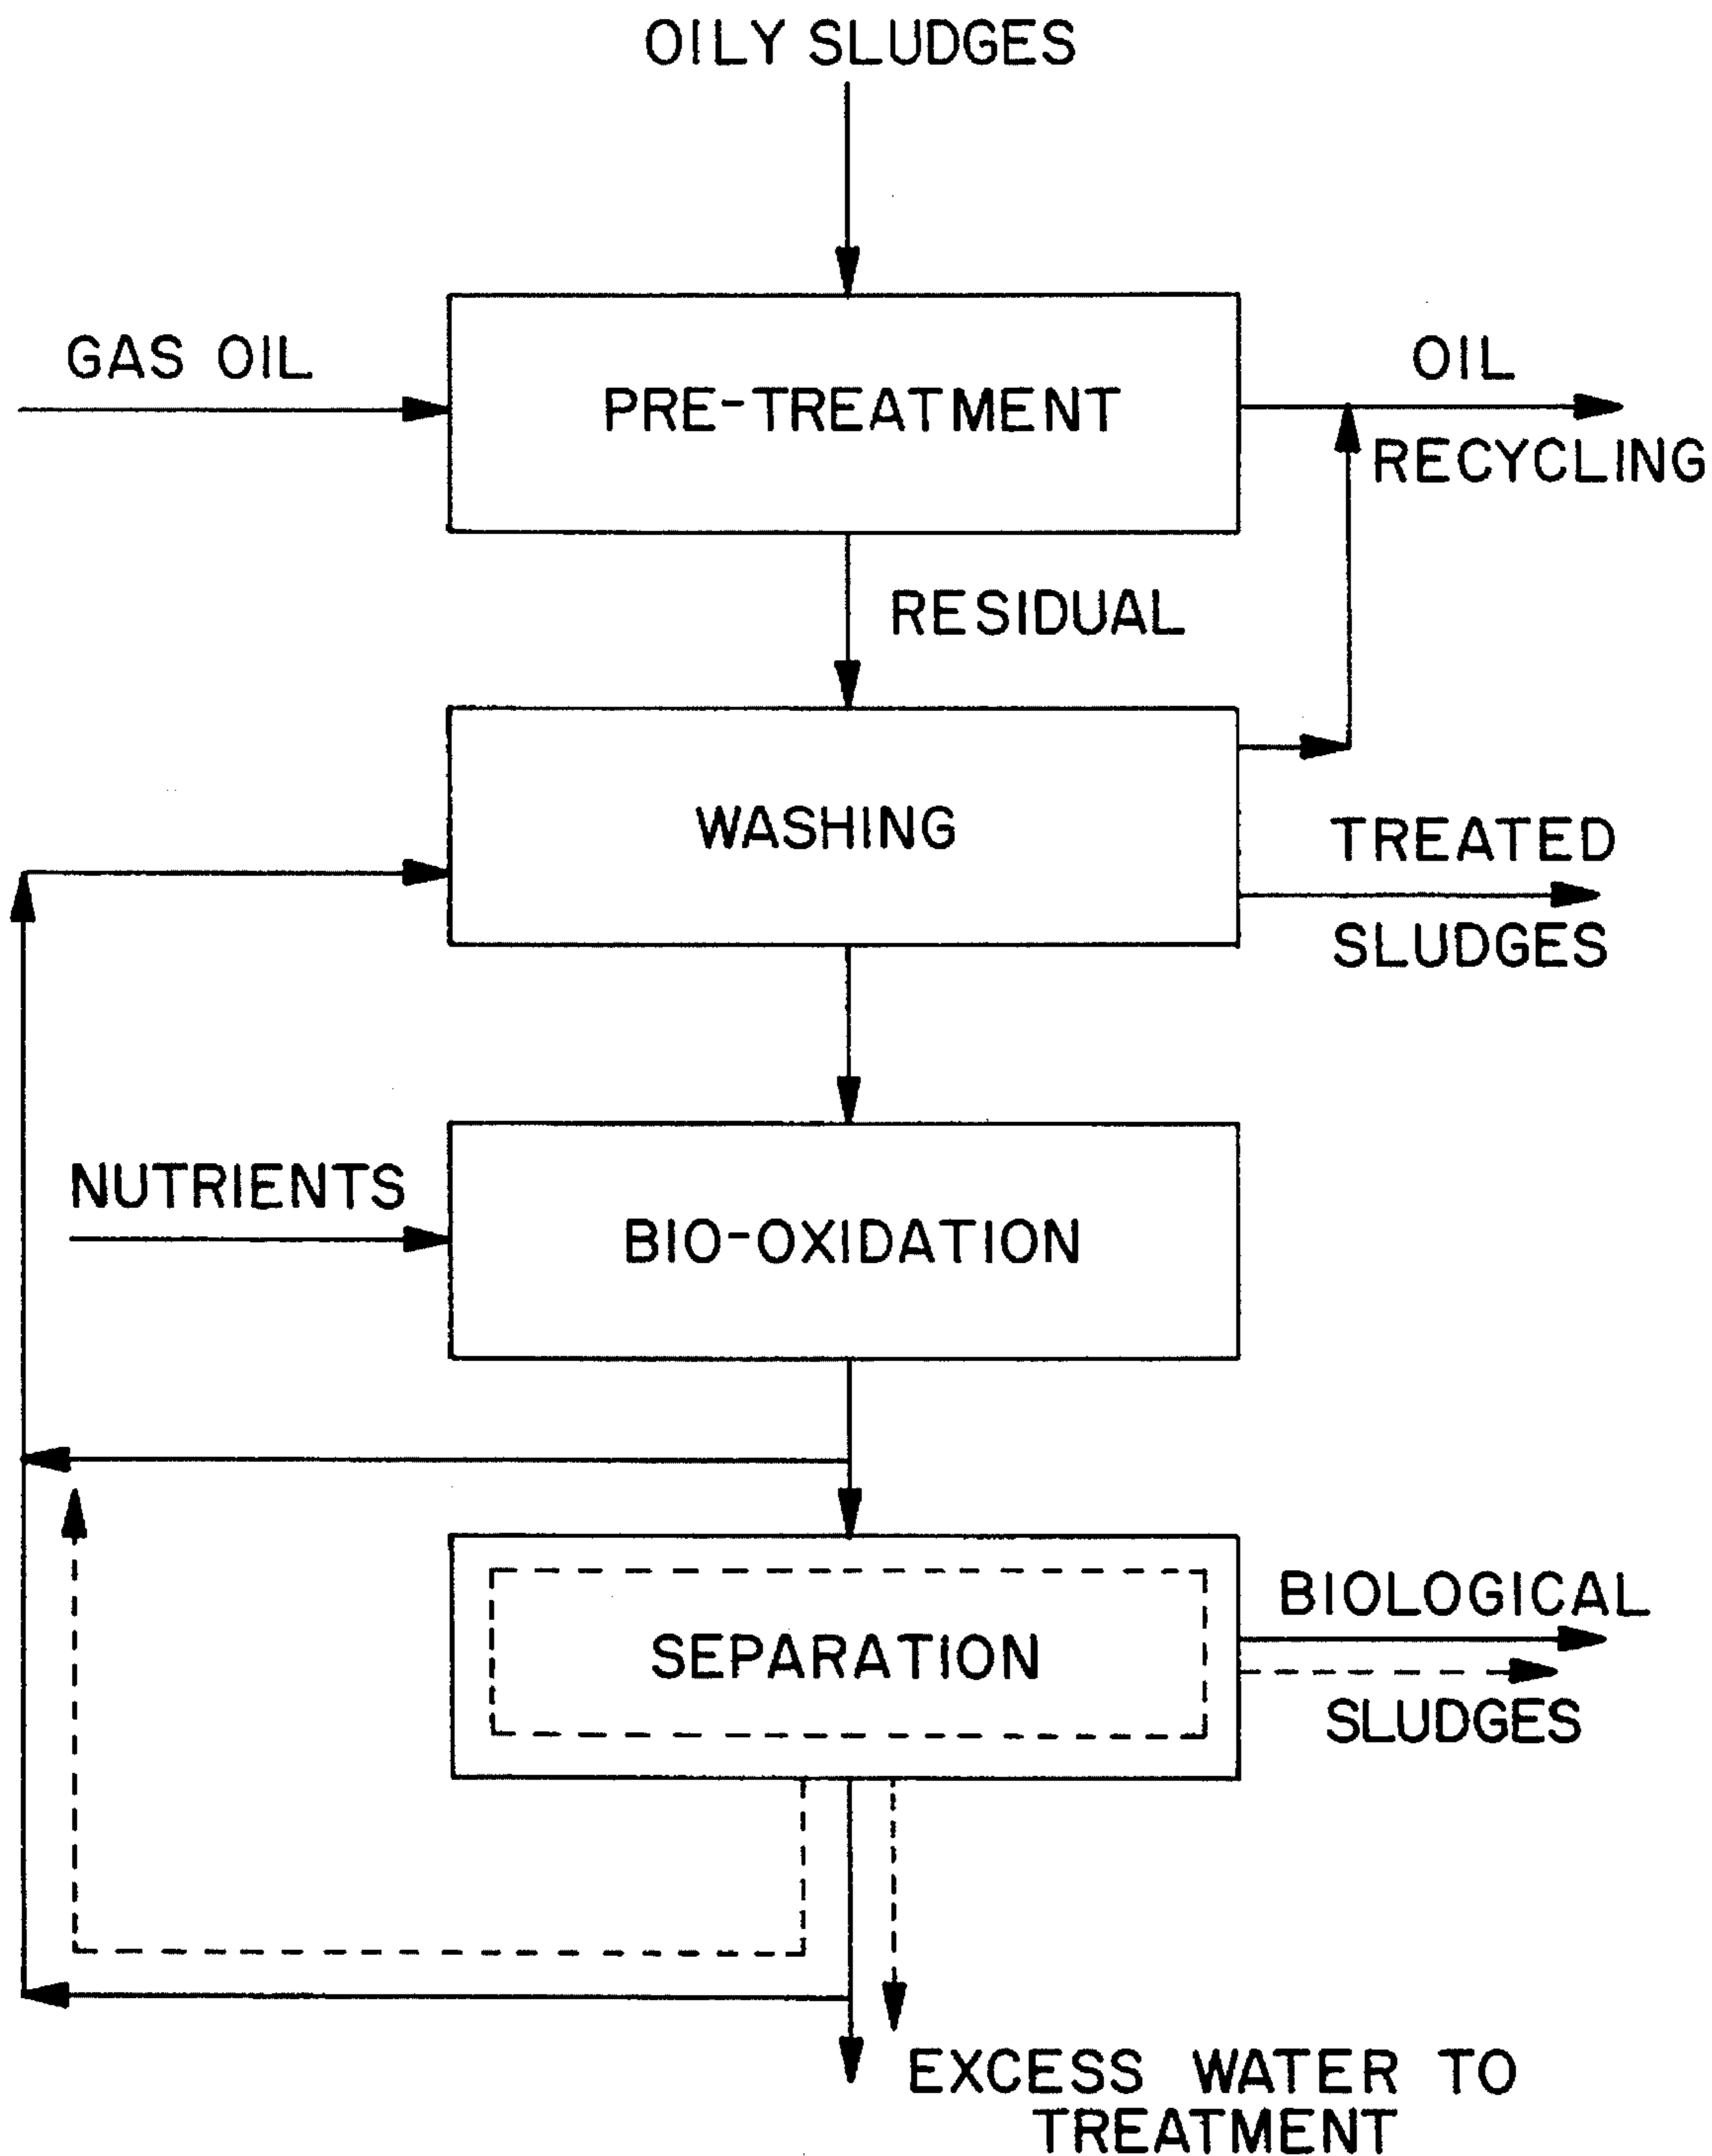 OILY SLUDGES
GAS OIL
PRE-TREATMENT
OIL
RECYCLING
RESIDUAL
WASHING
TREATED
SLUDGES
NUTRIENTS
BIO-OXIDATION
BIOLOGICAL
SEPARATION
SLUDGES
EXCESS WATER TO
TREATMENT